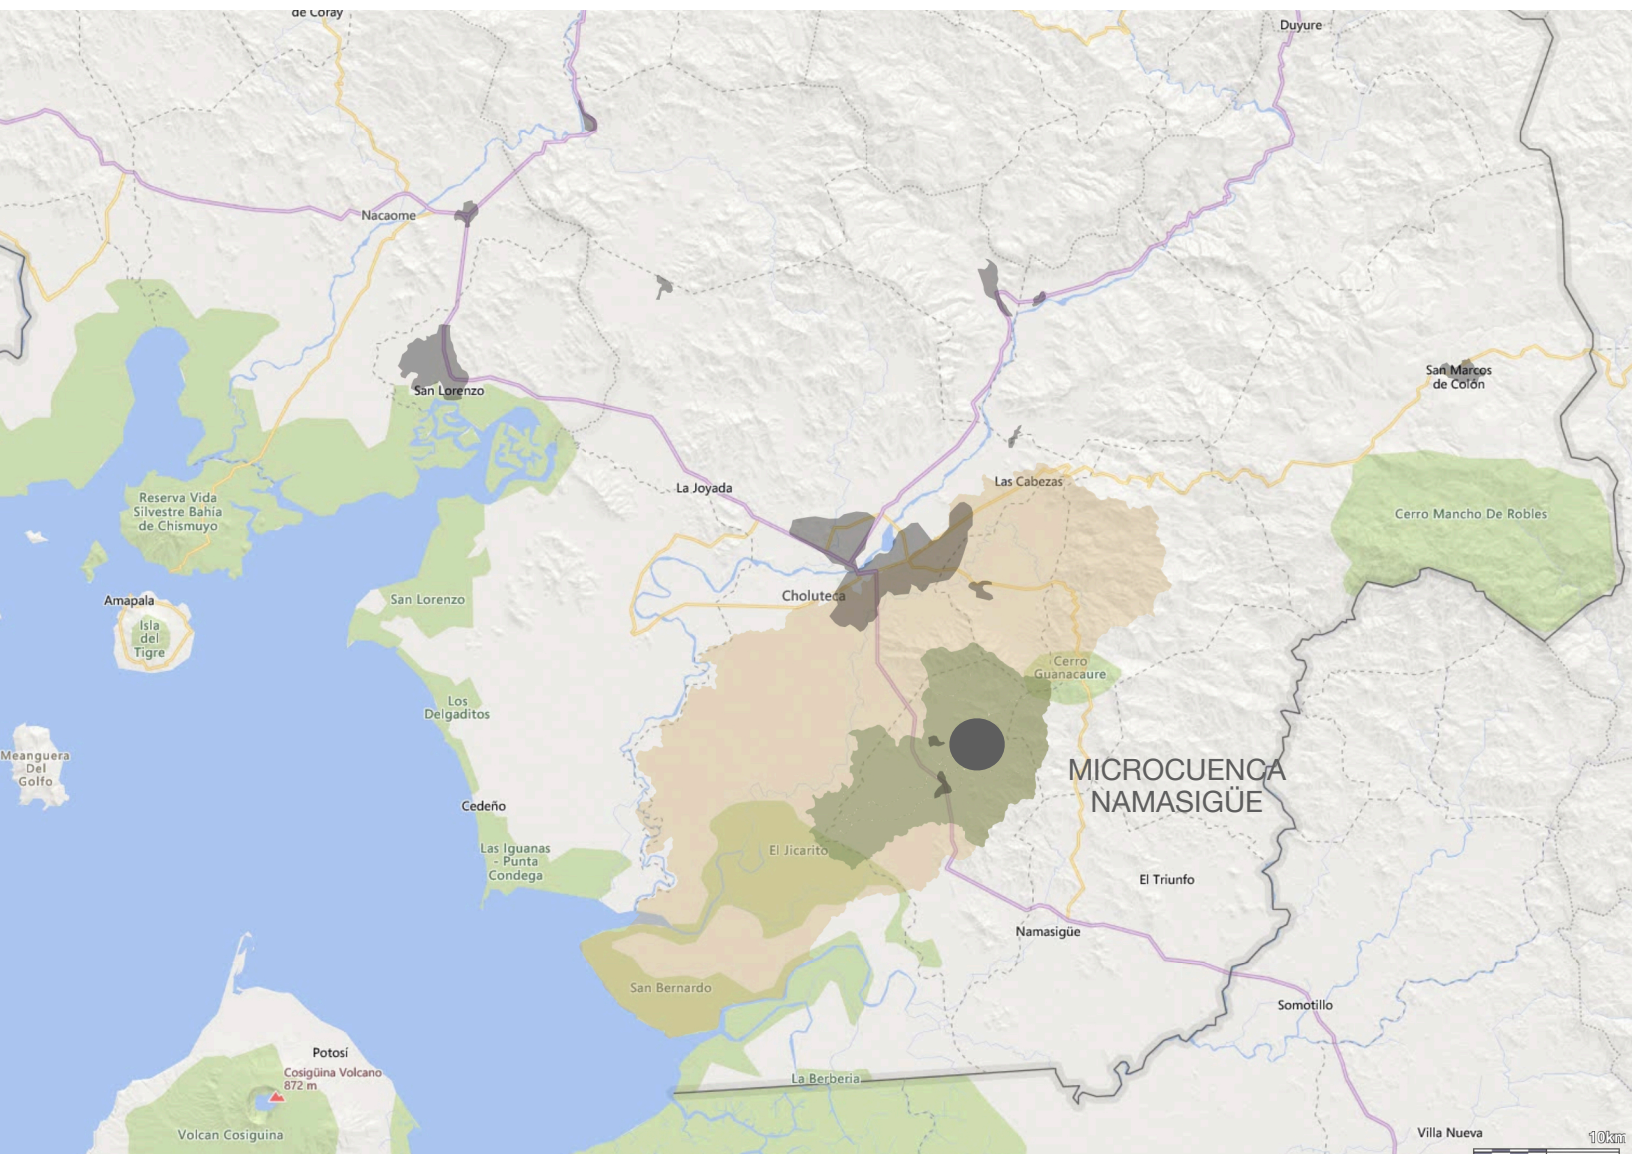 de Coray
Duyure
Nacaome
San Marcos
de Colón
San Lorenzo
Las Cabezas
La Joyada
Reserva Vida
Silvestre Bahía
de Chismuyo
Cerro Mancho De Robles
Choluteca
Amapala
San Lorenzo
Isla
del
Tigre
Cerro
Guanacaure
Los
Delgaditos
Meanguera
Del
Golfo
MICROCUENCA
NAMASIGÜE
Cedeño
Las Iguanas
- Punta
Condega
El Jicarito
El Triunfo
Namasigüe
San Bernardo
Somotillo
Potosí
Cosigüina Volcano
872 m
La Berberia
Volcan Cosiguina
Villa Nueva
10km